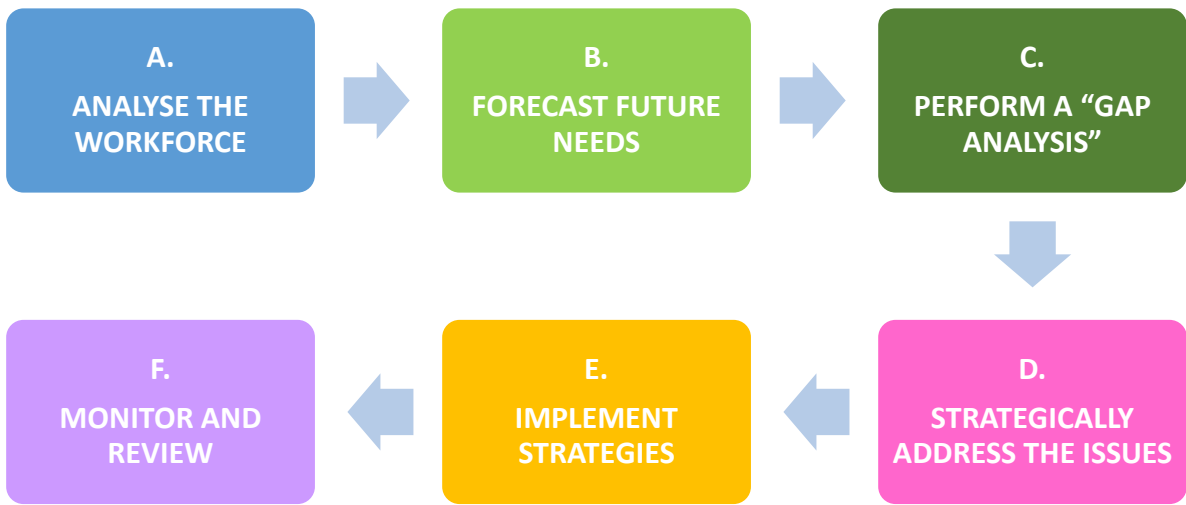 A.
ANALYSE THE
WORKFORCE
B.
FORECAST FUTURE
NEEDS
C.
PERFORM A “GAP
ANALYSIS”
D.
STRATEGICALLY
ADDRESS THE ISSUES
E.
IMPLEMENT
STRATEGIES
F.
MONITOR AND
REVIEW